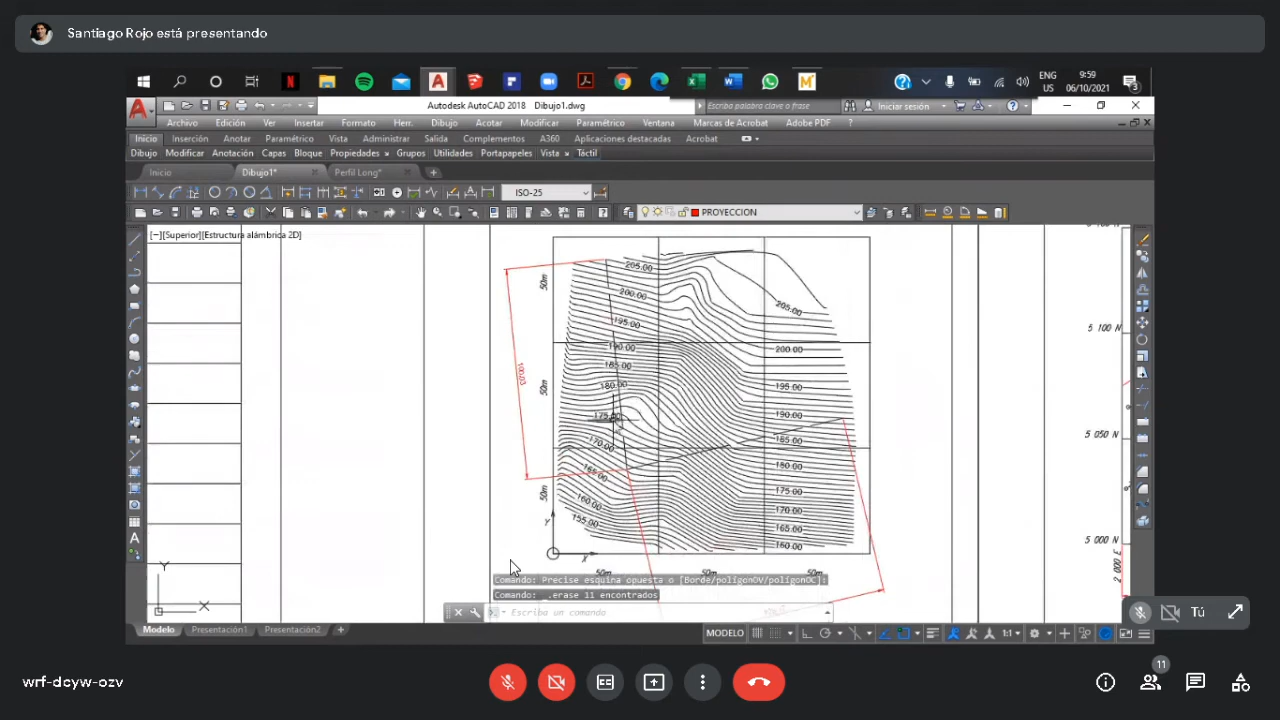 Santiago Rojo está presentando
ENG
US
9:59
06/10/2021
3
Autodesk AutoCAD 2018 Dibujo1.dwg
Escriba palabra clave o frase
Iniciar sesión
Archivo Edición Ver Insertar Formato Herr. Dibujo Acotar Modificar Paramétrico Ventana Marcas de Acrobat Adobe PDF ?
Inicio Inserción Anotar Paramétrico Vista Administrar Salida Complementos A360 Aplicaciones destacadas Acrobat
Dibujo Modificar Anotación Capas Bloque Propiedades Grupos Utilidades Portapapeles Vista Táctil
Inicio Dibujo1* Perfil Long*
ISO-25
PROYECCION
[−][Superior][Estructura alámbrica 2D]
205.00
50m
200.00
205.00
195.00
5 100 N
190.00
200.00
185.00
180.00
50m
195.00
175.00
190.00
5 050 N
170.00
185.00
165.00
180.00
50m
160.00
175.00
155.00
170.00
165.00
160.00
5 000 N
Y
X
2 000 E
50m 50m 50m
Comando: Precise esquina opuesta o [Borde/polígonOV/polígonOC]:
Comando: _.erase 11 encontrados
Escriba un comando
Y
X
Tú
Modelo Presentación1 Presentación2 +
MODELO
1:1
11
wrf-dcyw-ozv